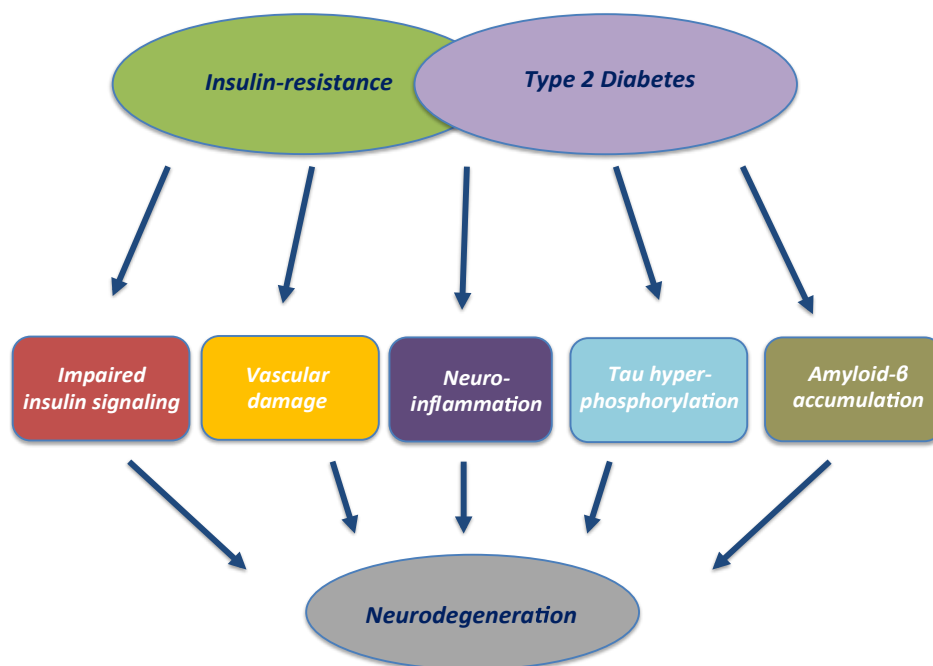 Insulin-resistance
Type 2 Diabetes
Impaired
insulin signaling
Vascular
damage
Neuro-
inflammation
Tau hyper-
phosphorylation
Amyloid-β
accumulation
Neurodegeneration